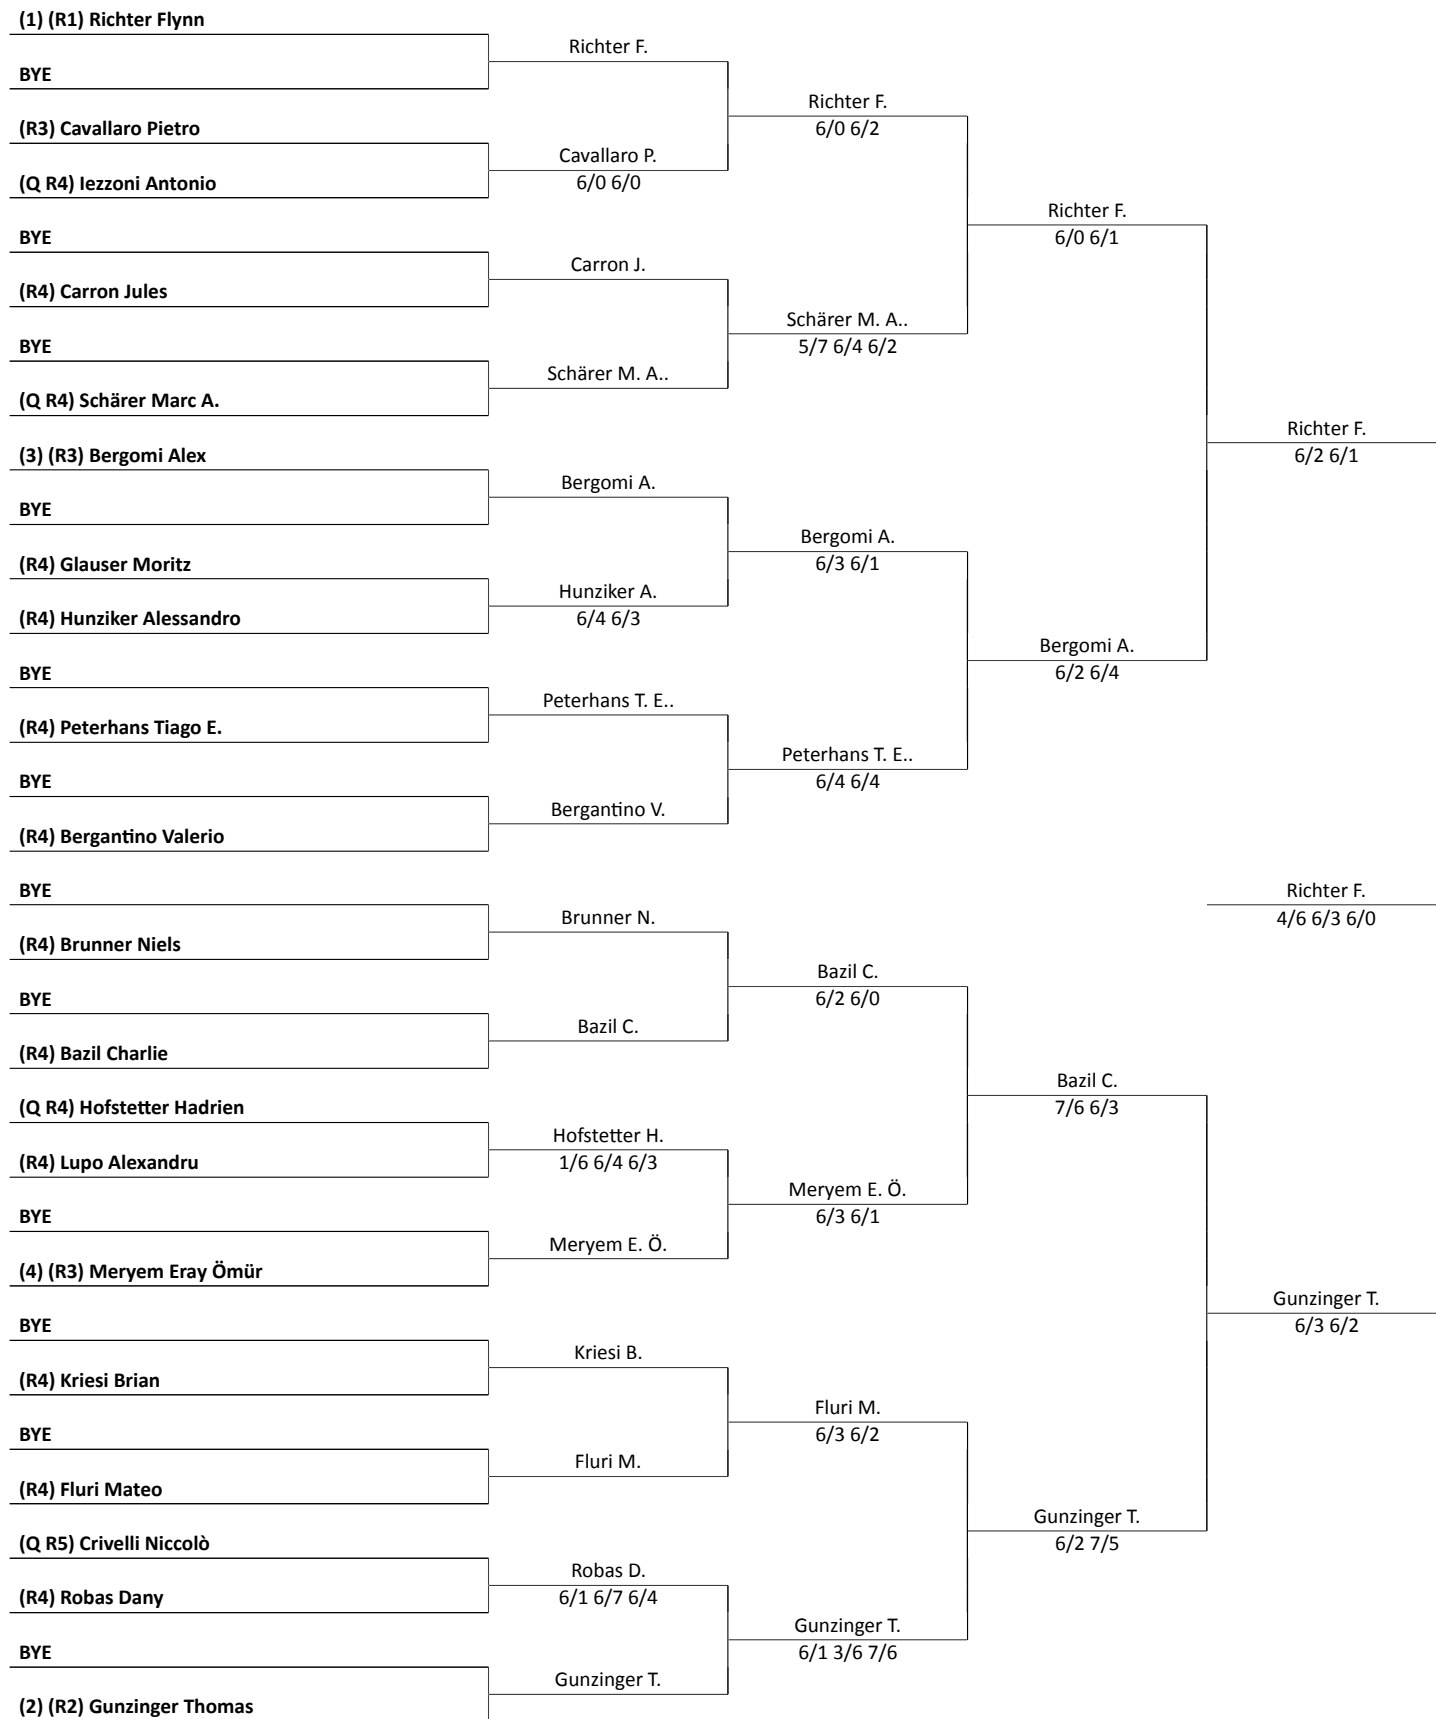 (1) (R1) Richter Flynn
Richter F.
BYE
Richter F.
6/0 6/2
(R3) Cavallaro Pietro
Cavallaro P.
6/0 6/0
(Q R4) Iezzoni Antonio
Richter F.
6/0 6/1
BYE
Carron J.
(R4) Carron Jules
Schärer M. A..
5/7 6/4 6/2
BYE
Schärer M. A..
(Q R4) Schärer Marc A.
Richter F.
6/2 6/1
(3) (R3) Bergomi Alex
Bergomi A.
BYE
Bergomi A.
6/3 6/1
(R4) Glauser Moritz
Hunziker A.
6/4 6/3
(R4) Hunziker Alessandro
Bergomi A.
6/2 6/4
BYE
Peterhans T. E..
(R4) Peterhans Tiago E.
Peterhans T. E..
6/4 6/4
BYE
Bergantino V.
(R4) Bergantino Valerio
BYE
Richter F.
4/6 6/3 6/0
Brunner N.
(R4) Brunner Niels
Bazil C.
6/2 6/0
BYE
Bazil C.
(R4) Bazil Charlie
Bazil C.
7/6 6/3
(Q R4) Hofstetter Hadrien
Hofstetter H.
1/6 6/4 6/3
(R4) Lupo Alexandru
Meryem E. Ö.
6/3 6/1
BYE
Meryem E. Ö.
(4) (R3) Meryem Eray Ömür
Gunzinger T.
6/3 6/2
BYE
Kriesi B.
(R4) Kriesi Brian
Fluri M.
6/3 6/2
BYE
Fluri M.
(R4) Fluri Mateo
Gunzinger T.
6/2 7/5
(Q R5) Crivelli Niccolò
Robas D.
6/1 6/7 6/4
(R4) Robas Dany
Gunzinger T.
6/1 3/6 7/6
BYE
Gunzinger T.
(2) (R2) Gunzinger Thomas